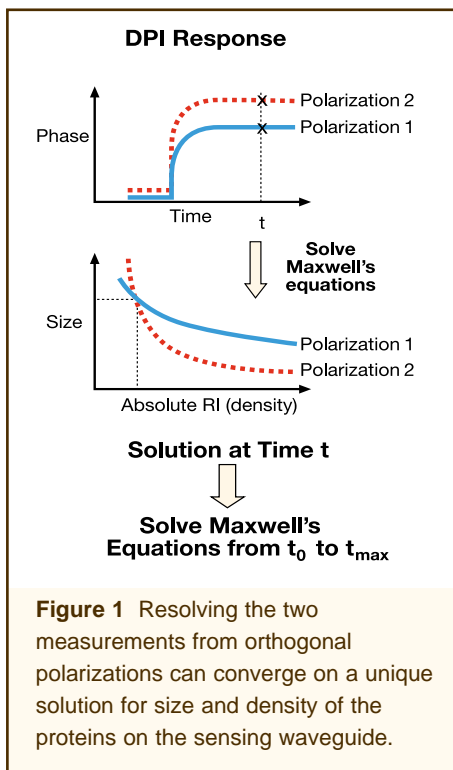 DPI Response
Polarization 2
Polarization 1
Phase
Time
t
Solve
Maxwell's
equations
Size
Polarization 1
Polarization 2
Absolute RI (density)
Solution at Time t
Solve Maxwell's
Equations from t₀ to tₘₐₓ
Figure 1 Resolving the two
measurements from orthogonal
polarizations can converge on a unique
solution for size and density of the
proteins on the sensing waveguide.